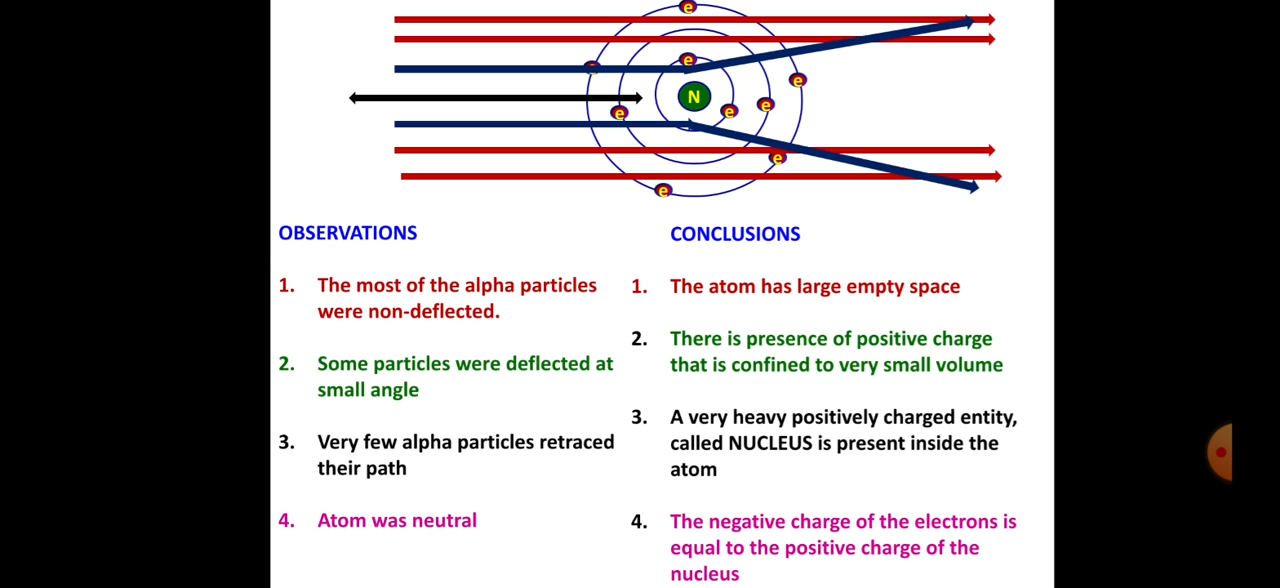 e
e
e
N
e
e
e
e
e
OBSERVATIONS
1. The most of the alpha particles
were non-deflected.
2. Some particles were deflected at
small angle
3. Very few alpha particles retraced
their path
4. Atom was neutral
CONCLUSIONS
1. The atom has large empty space
2. There is presence of positive charge
that is confined to very small volume
3. A very heavy positively charged entity,
called NUCLEUS is present inside the
atom
4. The negative charge of the electrons is
equal to the positive charge of the
nucleus